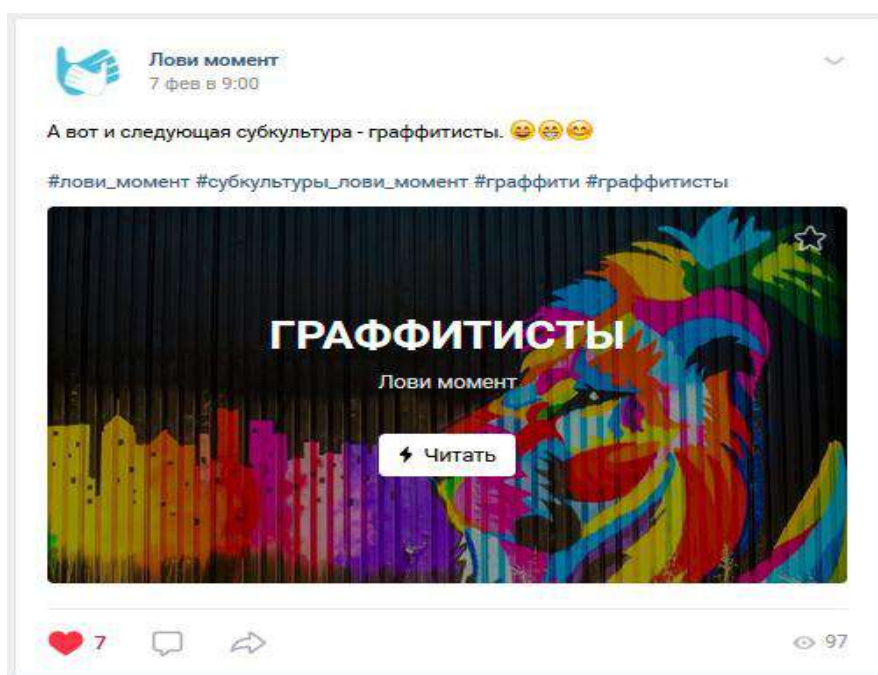 Лови момент
7 фев в 9:00
А вот и следующая субкультура - граффитисты. 😄😁😊
#лови_момент #субкультуры_лови_момент #граффити #граффитисты
ГРАФФИТИСТЫ
Лови момент
Читать
7
97